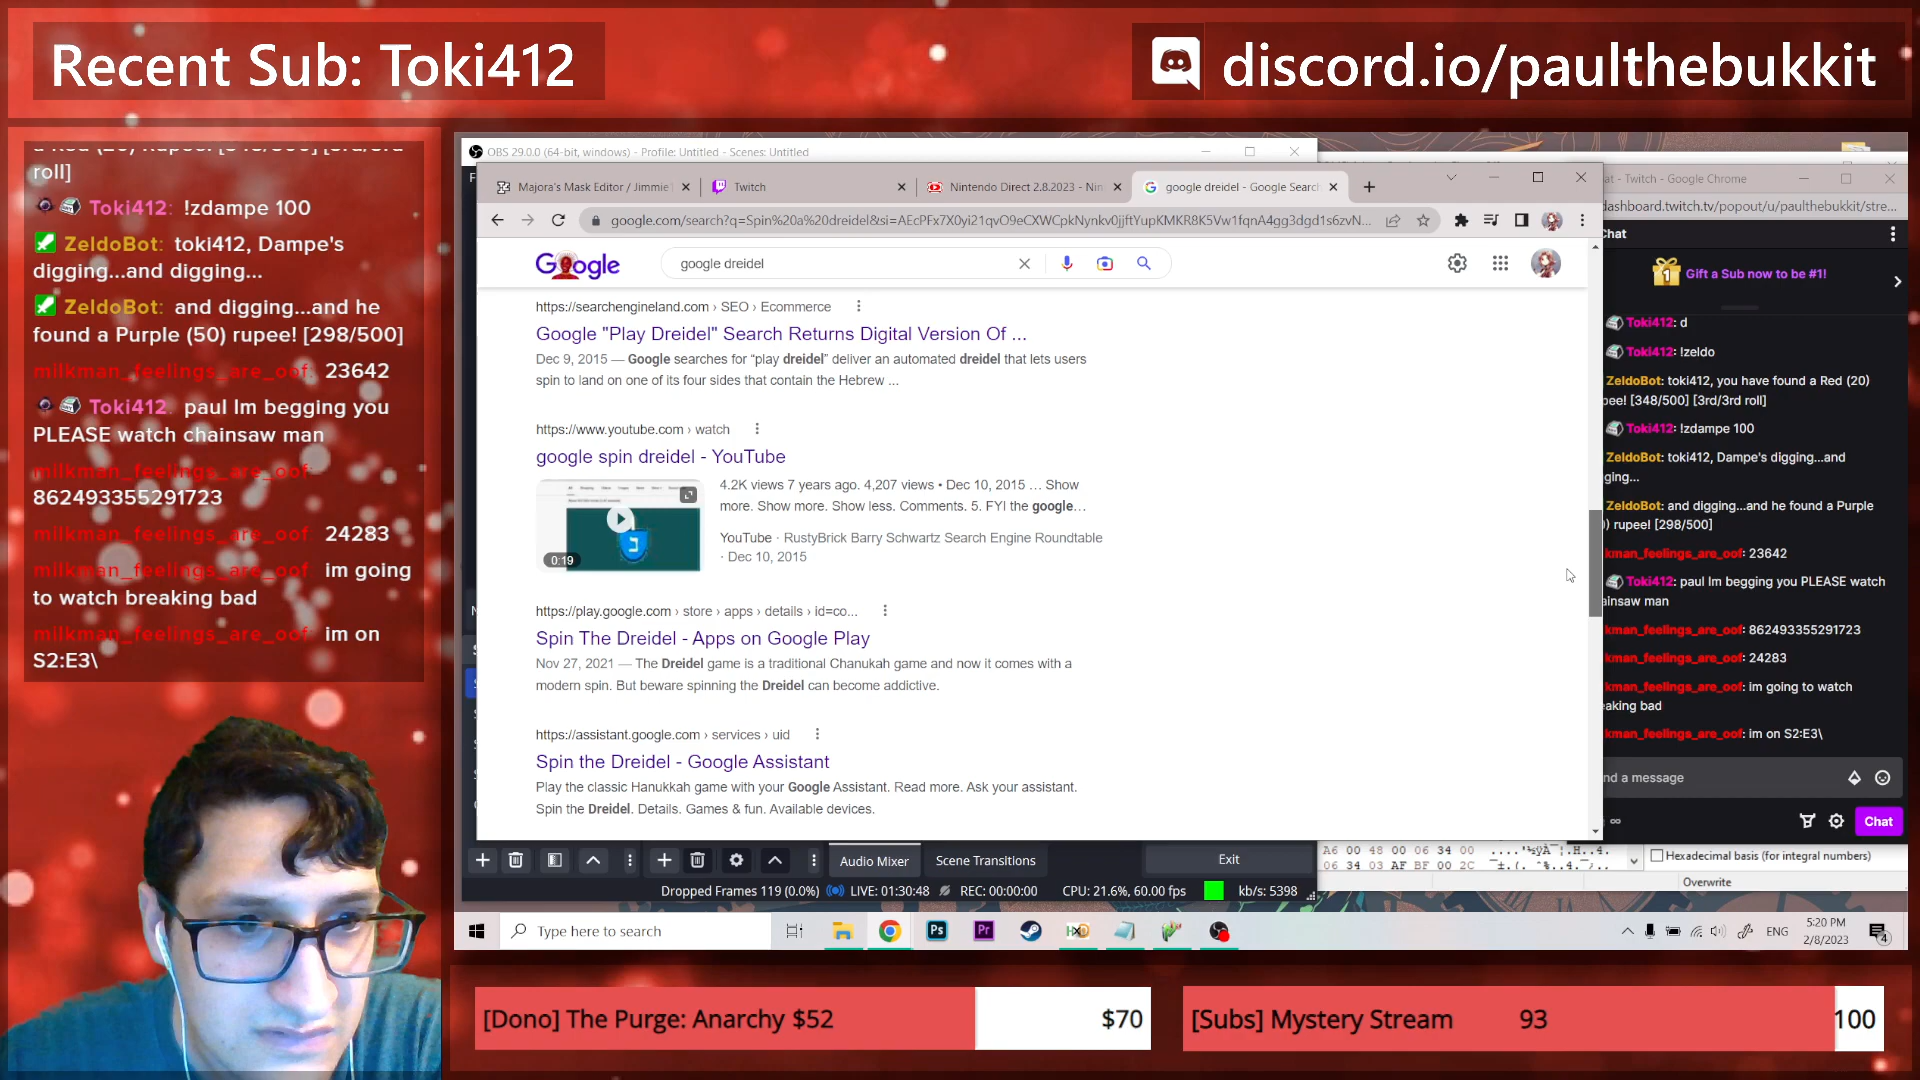 Recent Sub: Toki412
discord.io/paulthebukkit
roll]
Toki412: !zdampe 100
ZeldoBot: toki412, Dampe's
digging...and digging...
ZeldoBot: and digging...and he
found a Purple (50) rupee! [298/500]
milkman_feelings_are_oof: 23642
Toki412: paul Im begging you
PLEASE watch chainsaw man
milkman_feelings_are_oof:
862493355291723
milkman_feelings_are_oof: 24283
milkman_feelings_are_oof: im going
to watch breaking bad
milkman_feelings_are_oof: im on
S2:E3\
OBS 29.0.0 (64-bit, windows) - Profile: Untitled - Scenes: Untitled
Majora's Mask Editor / Jimmie
Twitch
Nintendo Direct 2.8.2023 - Nin
google dreidel - Google Search
google.com/search?q=Spin%20a%20dreidel&si=AEcPFx7X0yi21qvO9eCXWCpkNynkv0jjftYupKMKR8K5Vw1fqnA4gg3dgd1s6zvN...
Google
google dreidel
https://searchengineland.com › SEO › Ecommerce
Google "Play Dreidel" Search Returns Digital Version Of ...
Dec 9, 2015 — Google searches for “play dreidel” deliver an automated dreidel that lets users
spin to land on one of its four sides that contain the Hebrew ...
https://www.youtube.com › watch
google spin dreidel - YouTube
4.2K views 7 years ago. 4,207 views • Dec 10, 2015 ... Show
more. Show more. Show less. Comments. 5. FYI the google...
0:19
YouTube · RustyBrick Barry Schwartz Search Engine Roundtable
· Dec 10, 2015
https://play.google.com › store › apps › details › id=co...
Spin The Dreidel - Apps on Google Play
Nov 27, 2021 — The Dreidel game is a traditional Chanukah game and now it comes with a
modern spin. But beware spinning the Dreidel can become addictive.
https://assistant.google.com › services › uid
Spin the Dreidel - Google Assistant
Play the classic Hanukkah game with your Google Assistant. Read more. Ask your assistant.
Spin the Dreidel. Details. Games & fun. Available devices.
at - Twitch - Google Chrome
dashboard.twitch.tv/popout/u/paulthebukkit/stre...
Chat
Gift a Sub now to be #1!
Toki412: d
Toki412: !zeldo
ZeldoBot: toki412, you have found a Red (20)
pee! [348/500] [3rd/3rd roll]
Toki412: !zdampe 100
ZeldoBot: toki412, Dampe's digging...and
ging...
ZeldoBot: and digging...and he found a Purple
) rupee! [298/500]
kman_feelings_are_oof: 23642
Toki412: paul Im begging you PLEASE watch
ainsaw man
kman_feelings_are_oof: 862493355291723
kman_feelings_are_oof: 24283
kman_feelings_are_oof: im going to watch
eaking bad
kman_feelings_are_oof: im on S2:E3\
nd a message
Chat
Audio Mixer
Scene Transitions
Exit
A6 00 48 00 06 34 00
06 34 03 AF BF 00 2C
Hexadecimal basis (for integral numbers)
Overwrite
Dropped Frames 119 (0.0%)
LIVE: 01:30:48
REC: 00:00:00
CPU: 21.6%, 60.00 fps
kb/s: 5398
Type here to search
Ps
Pr
ENG
5:20 PM
2/8/2023
4
[Dono] The Purge: Anarchy $52
$70
[Subs] Mystery Stream
93
100